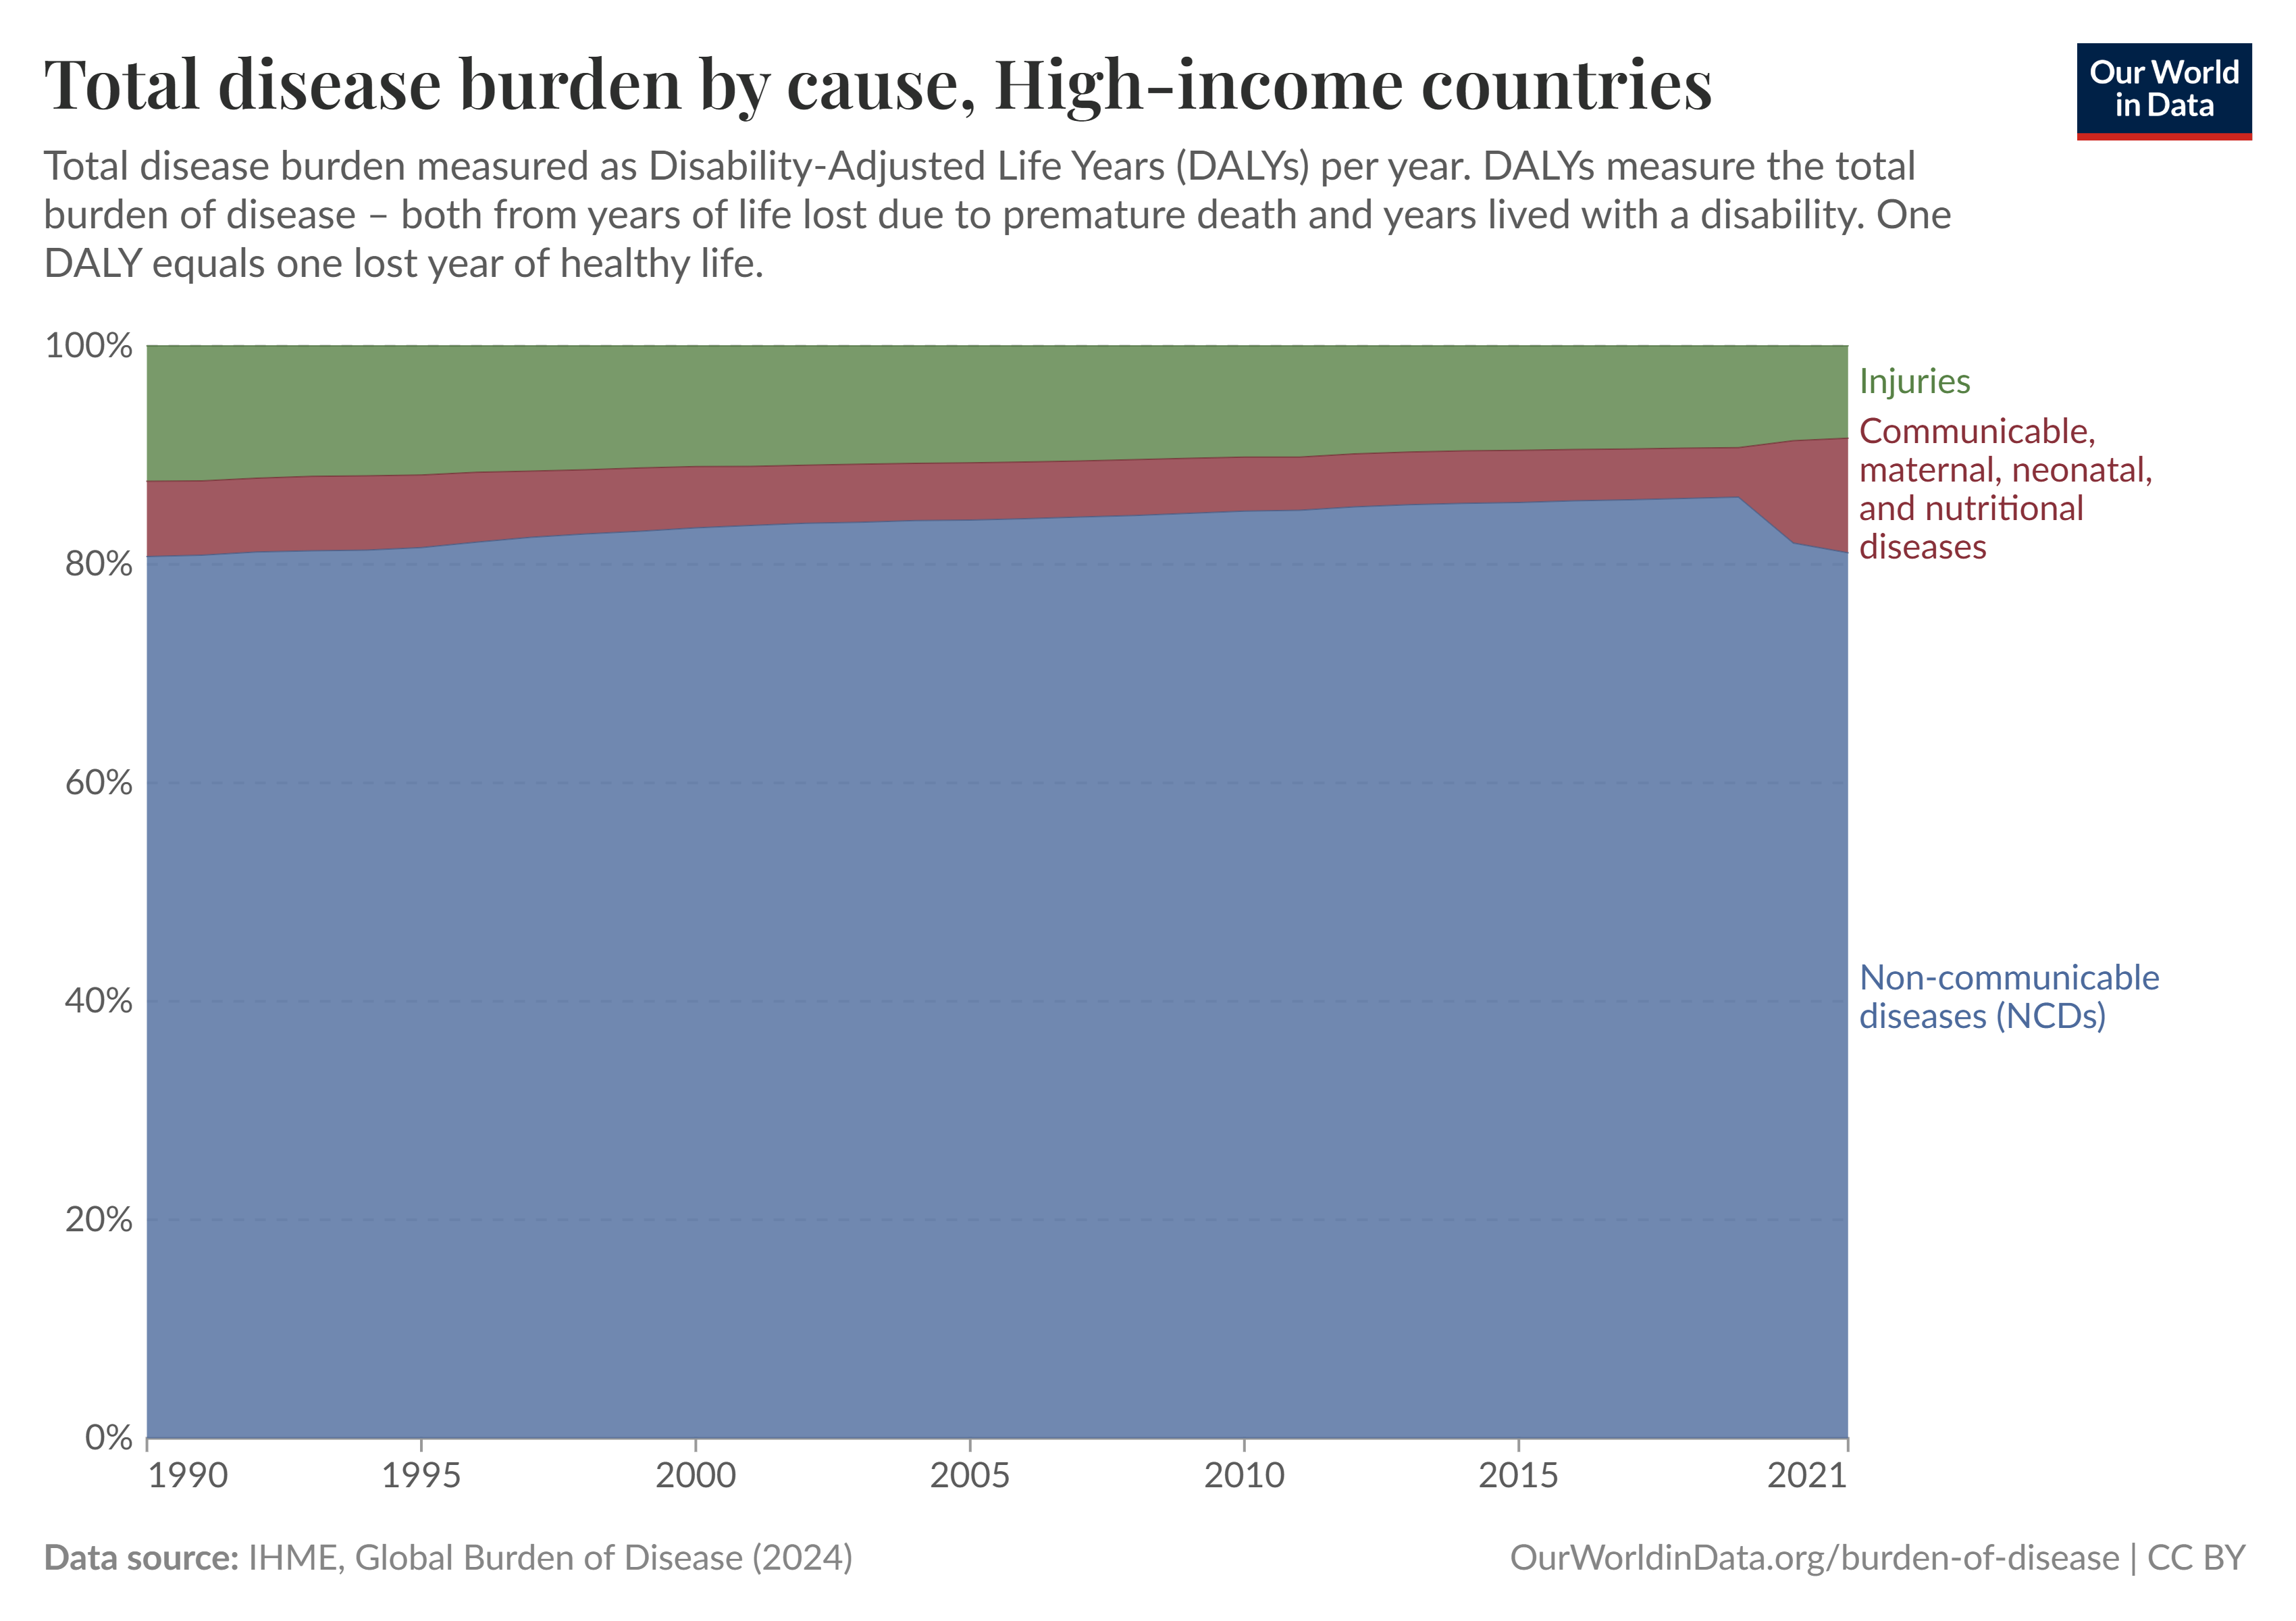 Total disease burden by cause, High-income countries
Our World
in Data
Total disease burden measured as Disability-Adjusted Life Years (DALYs) per year. DALYs measure the total
burden of disease – both from years of life lost due to premature death and years lived with a disability. One
DALY equals one lost year of healthy life.
100%
80%
60%
40%
20%
0%
Injuries
Communicable,
maternal, neonatal,
and nutritional
diseases
Non-communicable
diseases (NCDs)
1990 1995 2000 2005 2010 2015 2021
Data source: IHME, Global Burden of Disease (2024)
OurWorldinData.org/burden-of-disease | CC BY